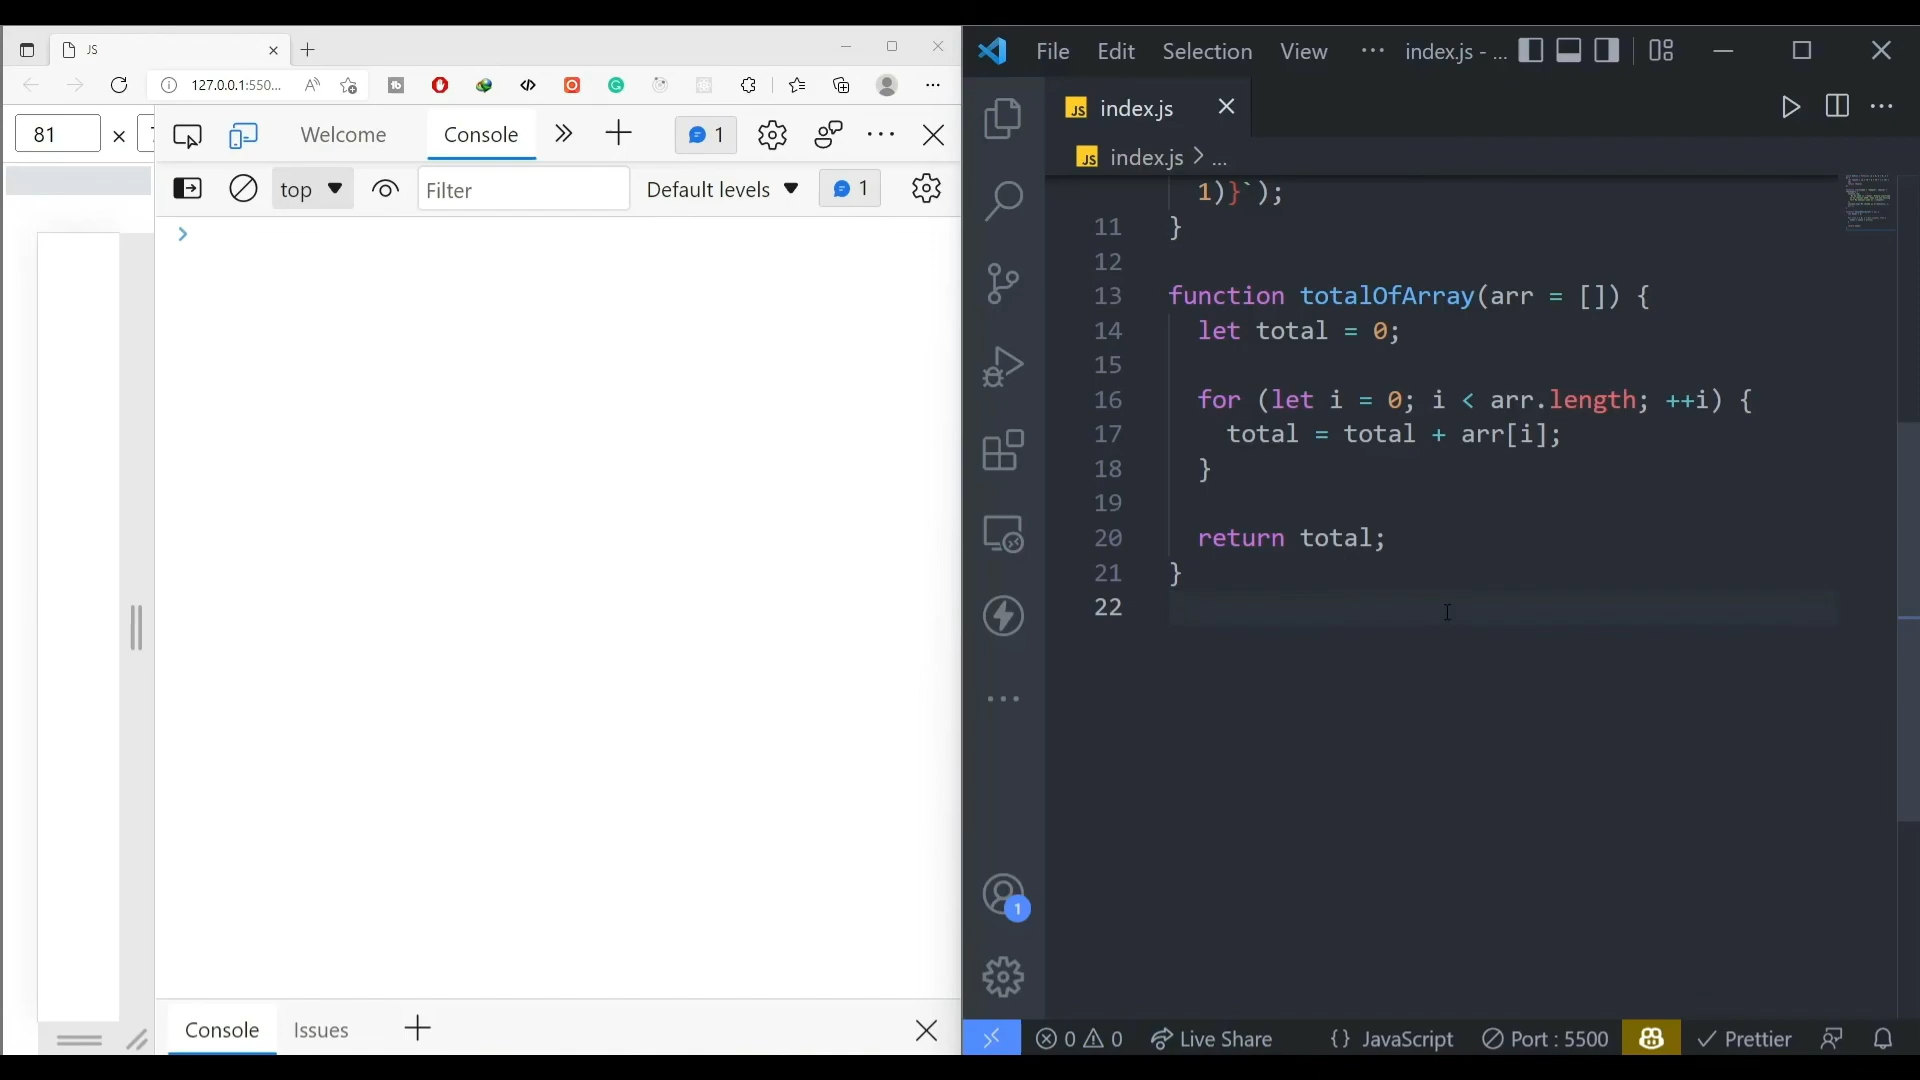 JS
127.0.0.1:550...
81
Welcome
Console
1
top
Filter
Default levels
1
Console
Issues
File Edit Selection View ... index.js - ...
JS index.js
JS index.js > ...
1)}`);
11 }
12
13 function totalOfArray(arr = []) {
14 let total = 0;
15
16 for (let i = 0; i < arr.length; ++i) {
17 total = total + arr[i];
18 }
19
20 return total;
21 }
22
1
0 0 Live Share {} JavaScript Port : 5500 Prettier